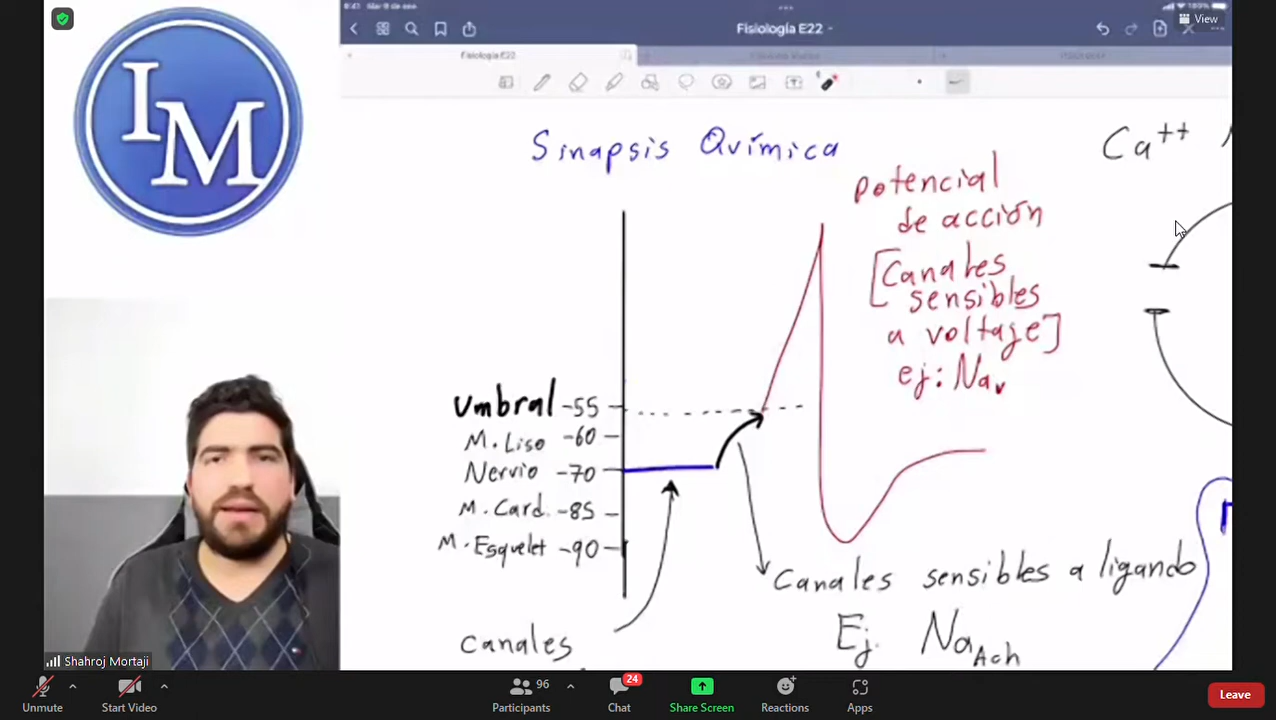 View
Fisiología E22
Fisiología E22
IM
Sinapsis Química
Ca++
potencial
de acción
[Canales
sensibles
a voltaje]
ej: Nav
Umbral -55
M. Liso -60
Nervio -70
M. Card. -85
M. Esquelet -90
Canales sensibles a ligando
Ej. NaAch
Canales
Shahroj Mortaji
Unmute
Start Video
96
Participants
24
Chat
Share Screen
Reactions
Apps
Leave